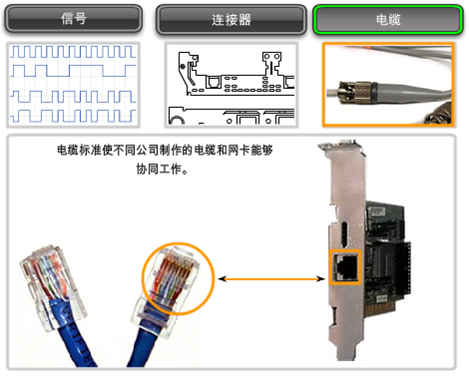 信号
连接器
电缆
电缆标准使不同公司制作的电缆和网卡能够
协同工作。